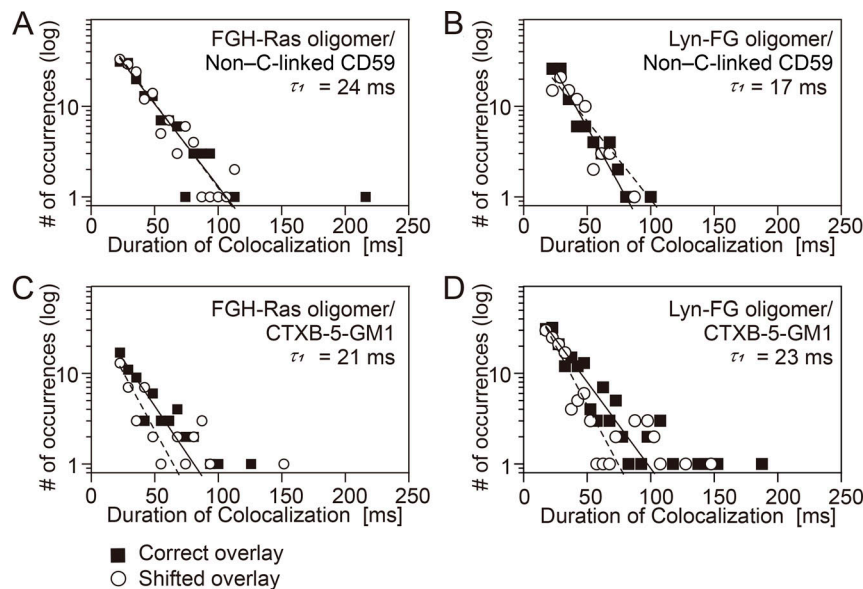 A
FGH-Ras oligomer/
Non–C-linked CD59
τ1 = 24 ms
# of occurrences (log)
10
1
0 50 100 150 200 250
Duration of Colocalization [ms]
B
Lyn-FG oligomer/
Non–C-linked CD59
τ1 = 17 ms
# of occurrences (log)
10
1
0 50 100 150 200 250
Duration of Colocalization [ms]
C
FGH-Ras oligomer/
CTXB-5-GM1
τ1 = 21 ms
# of occurrences (log)
10
1
0 50 100 150 200 250
Duration of Colocalization [ms]
D
Lyn-FG oligomer/
CTXB-5-GM1
τ1 = 23 ms
# of occurrences (log)
10
1
0 50 100 150 200 250
Duration of Colocalization [ms]
Correct overlay
Shifted overlay